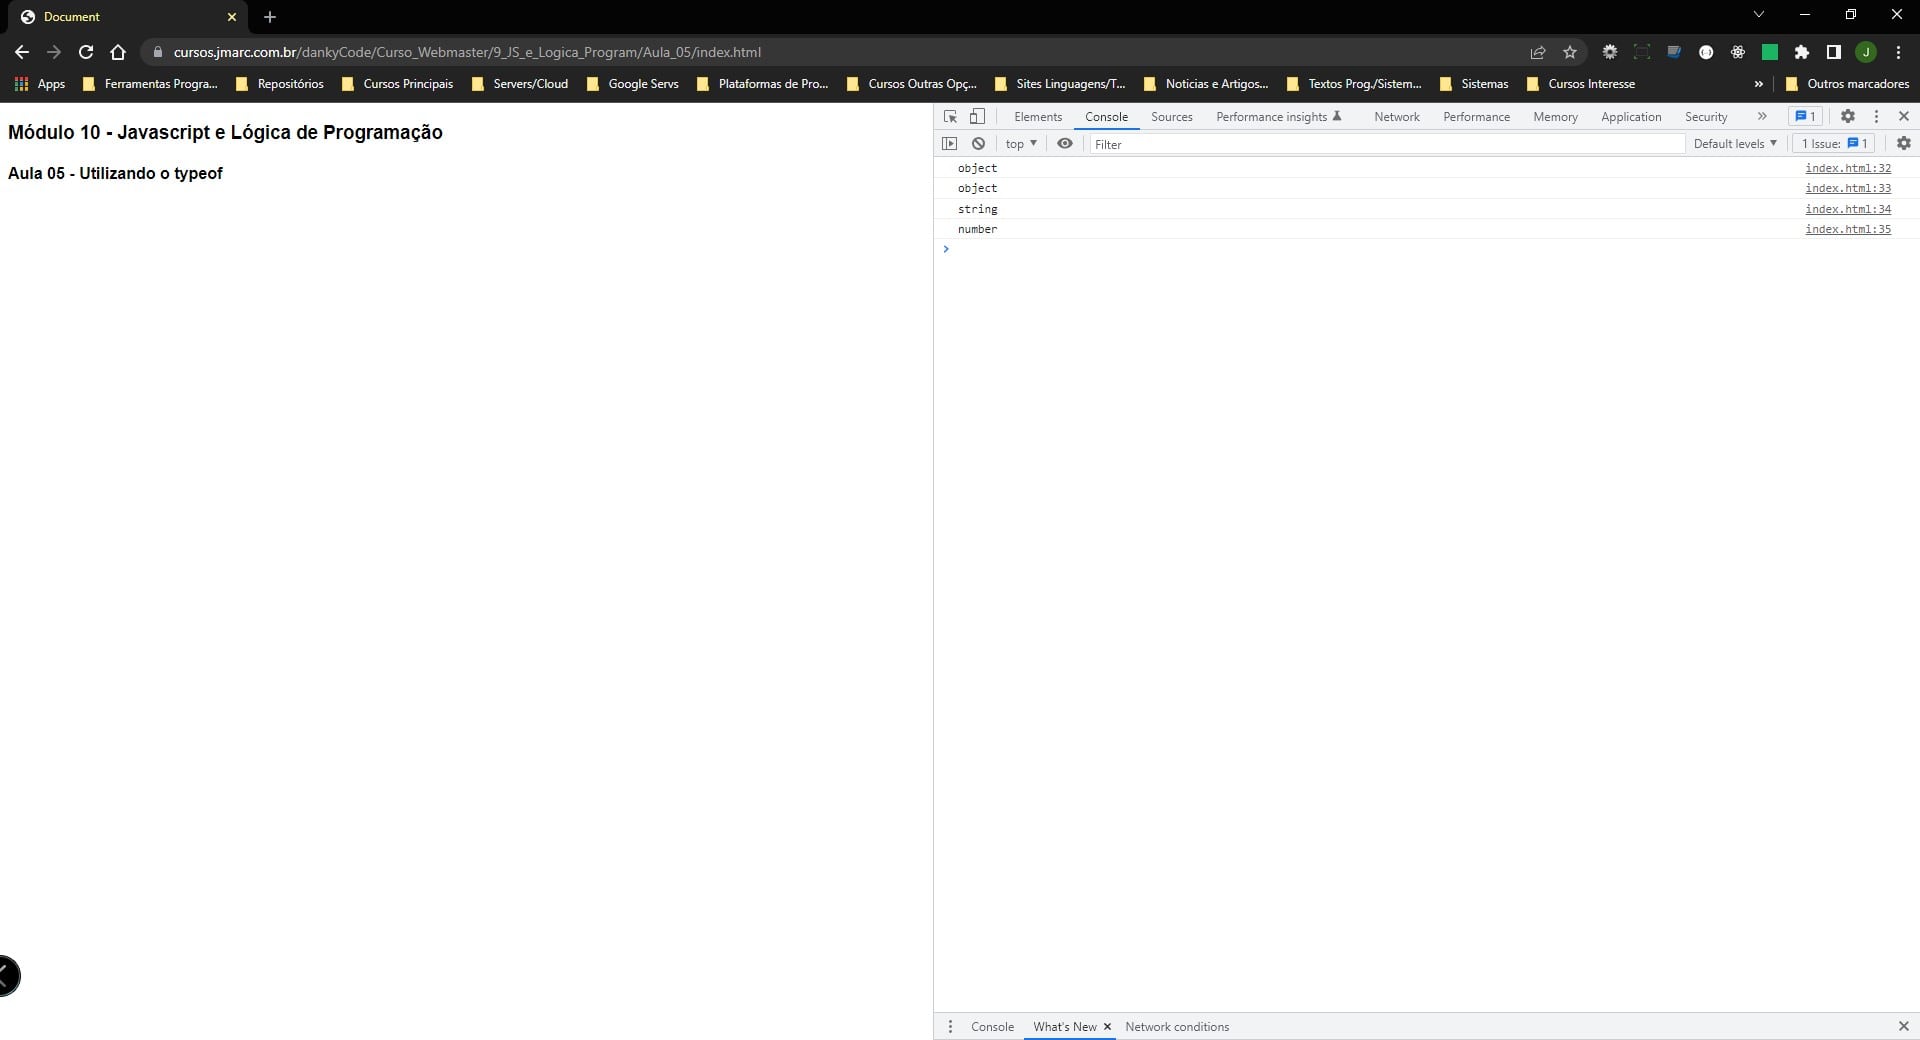 Document
cursos.jmarc.com.br/dankyCode/Curso_Webmaster/9_JS_e_Logica_Program/Aula_05/index.html
J
Apps Ferramentas Progra... Repositórios Cursos Principais Servers/Cloud Google Servs Plataformas de Pro... Cursos Outras Opç... Sites Linguagens/T... Noticias e Artigos... Textos Prog./Sistem... Sistemas Cursos Interesse » Outros marcadores
Módulo 10 - Javascript e Lógica de Programação
Aula 05 - Utilizando o typeof
Elements Console Sources Performance insights Network Performance Memory Application Security » 1
top Filter Default levels 1 Issue: 1
object index.html:32
object index.html:33
string index.html:34
number index.html:35
Console What's New Network conditions